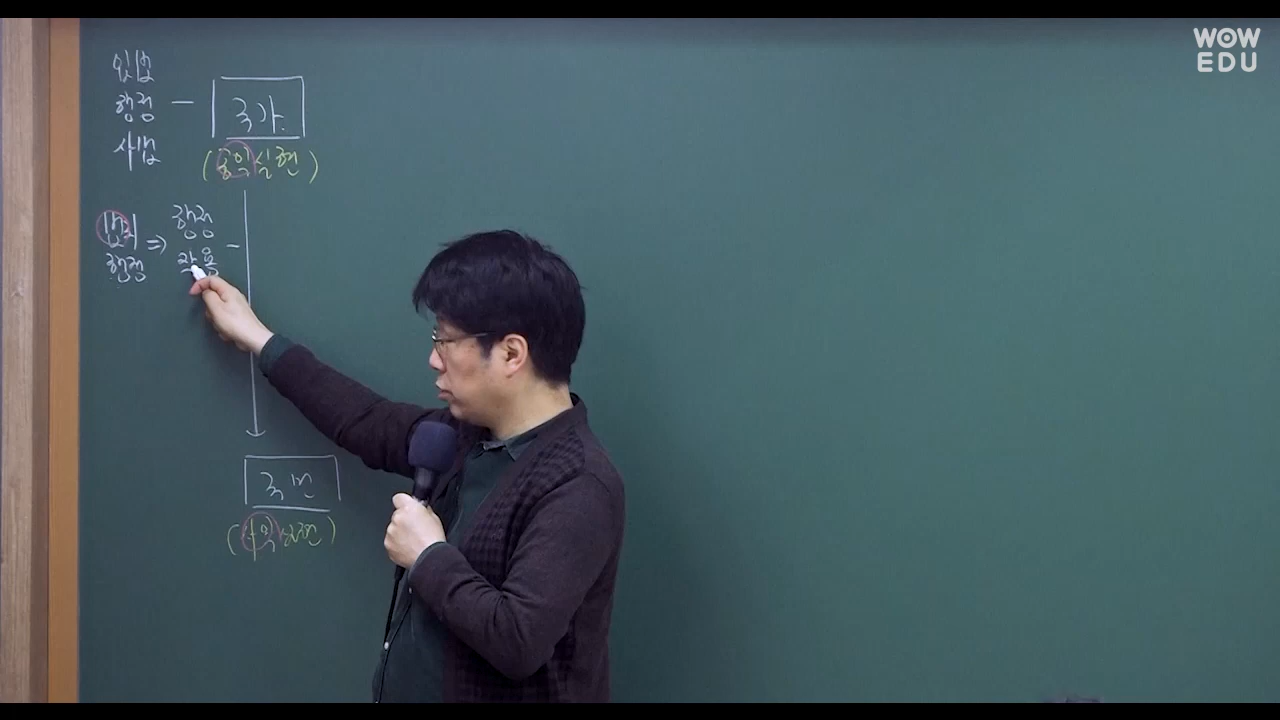 WOW
EDU
입법
행정 - 국가
사법
(공익실현)
법 행정
행정 ⇒ 작용 -
국민
(사익실현)